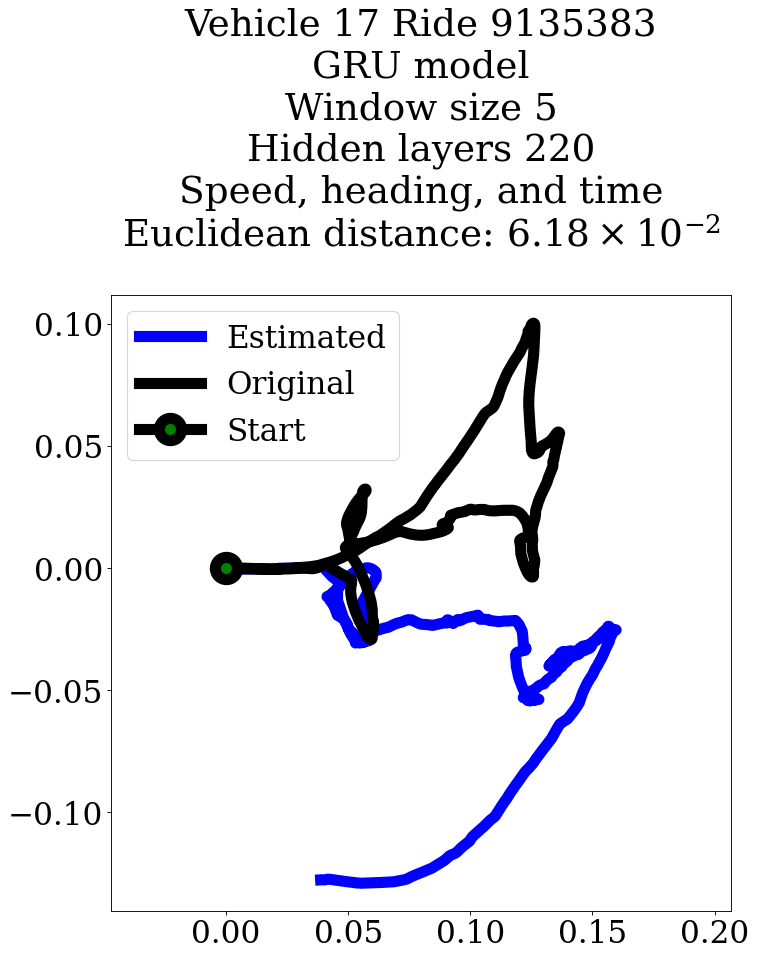 Vehicle 17 Ride 9135383
GRU model
Window size 5
Hidden layers 220
Speed, heading, and time
Euclidean distance: 6.18 × 10⁻²
Estimated
Original
Start
0.10
0.05
0.00
−0.05
−0.10
0.00 0.05 0.10 0.15 0.20